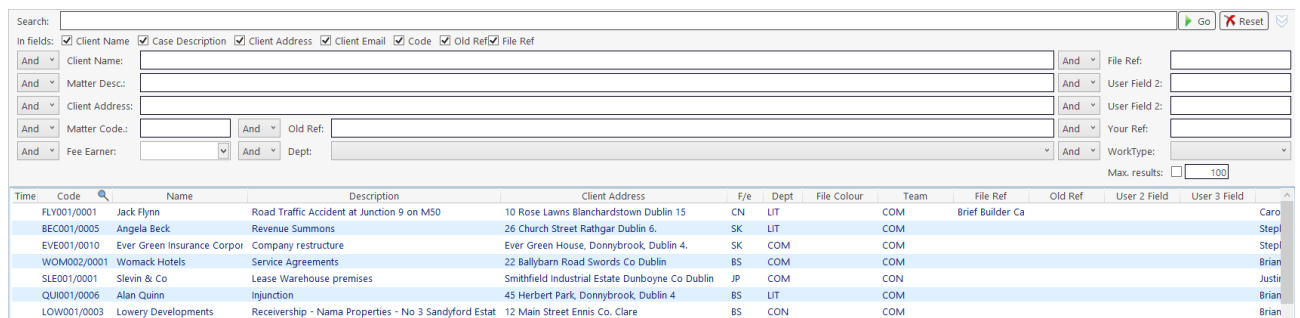 Search: Go Reset
In fields: Client Name Case Description Client Address Client Email Code Old Ref File Ref
And Client Name: And File Ref:
And Matter Desc.: And User Field 2:
And Client Address: And User Field 2:
And Matter Code.: And Old Ref: And Your Ref:
And Fee Earner: And Dept: And WorkType:
Max. results: 100
Time Code Name Description Client Address F/e Dept File Colour Team File Ref Old Ref User 2 Field User 3 Field
FLY001/0001 Jack Flynn Road Traffic Accident at Junction 9 on M50 10 Rose Lawns Blanchardstown Dublin 15 CN LIT COM Brief Builder Ca Caro
BEC001/0005 Angela Beck Revenue Summons 26 Church Street Rathgar Dublin 6. SK LIT COM Step
EVE001/0010 Ever Green Insurance Corpor Company restructure Ever Green House, Donnybrook, Dublin 4. SK COM COM Step
WOM002/0001 Womack Hotels Service Agreements 22 Ballybarn Road Swords Co Dublin BS COM COM Brian
SLE001/0001 Slevin & Co Lease Warehouse premises Smithfield Industrial Estate Dunboyne Co Dublin JP COM CON Justin
QUI001/0006 Alan Quinn Injunction 45 Herbert Park, Donnybrook, Dublin 4 BS LIT COM Brian
LOW001/0003 Lowery Developments Receivership - Nama Properties - No 3 Sandyford Estat 12 Main Street Ennis Co. Clare BS CON COM Brian